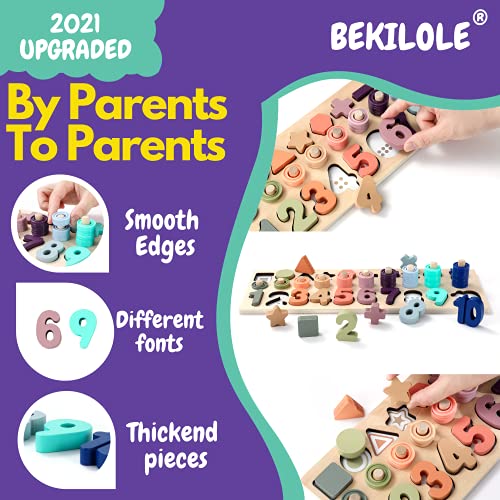 2021
UPGRADED
BEKILOLE®
By Parents
To Parents
Smooth
Edges
6 9
Different
fonts
Thickend
pieces